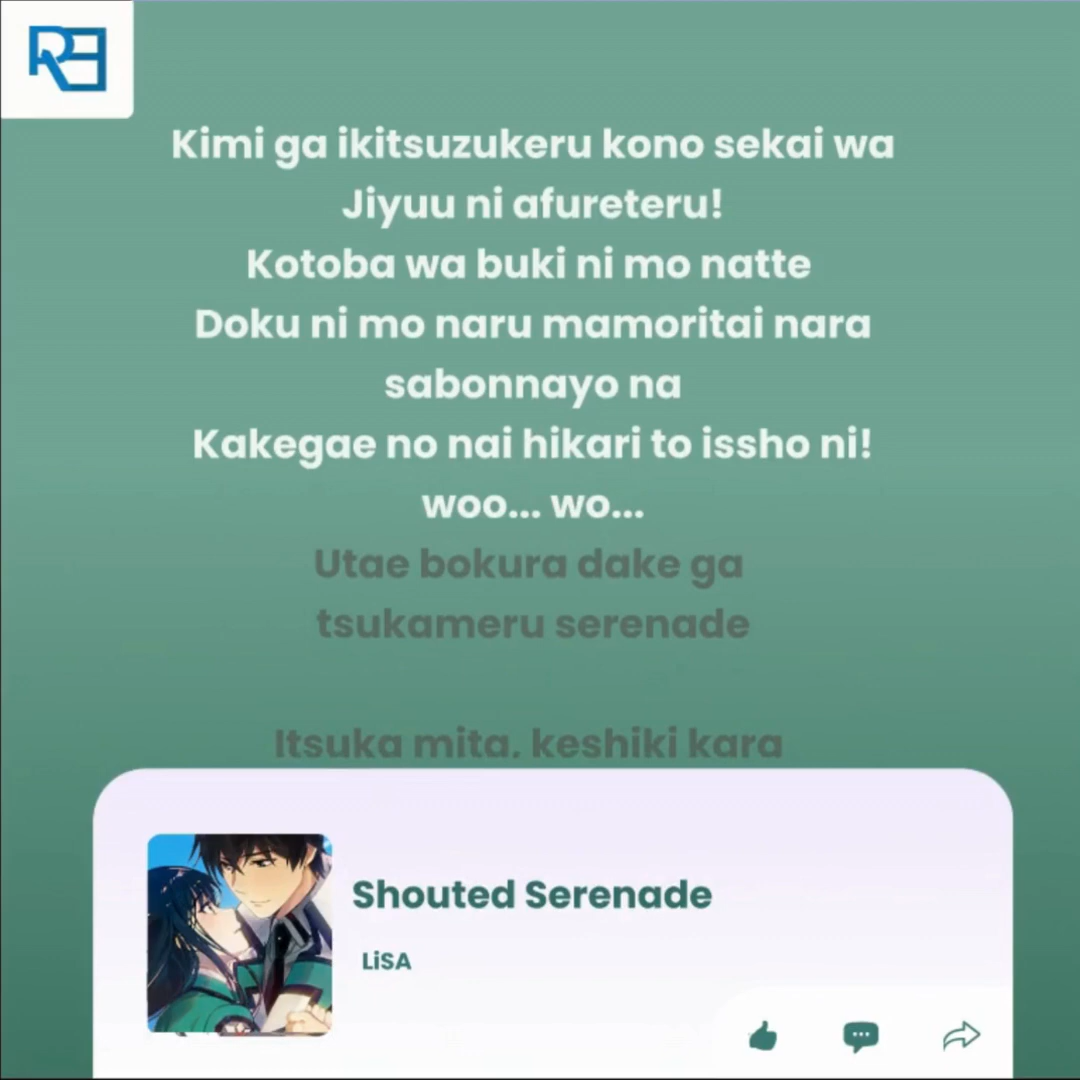 RE
Kimi ga ikitsuzukeru kono sekai wa
Jiyuu ni afureteru!
Kotoba wa buki ni mo natte
Doku ni mo naru mamoritai nara
sabonnayo na
Kakegae no nai hikari to issho ni!
woo... wo...
Utae bokura dake ga
tsukameru serenade
Itsuka mita, keshiki kara
Shouted Serenade
LiSA